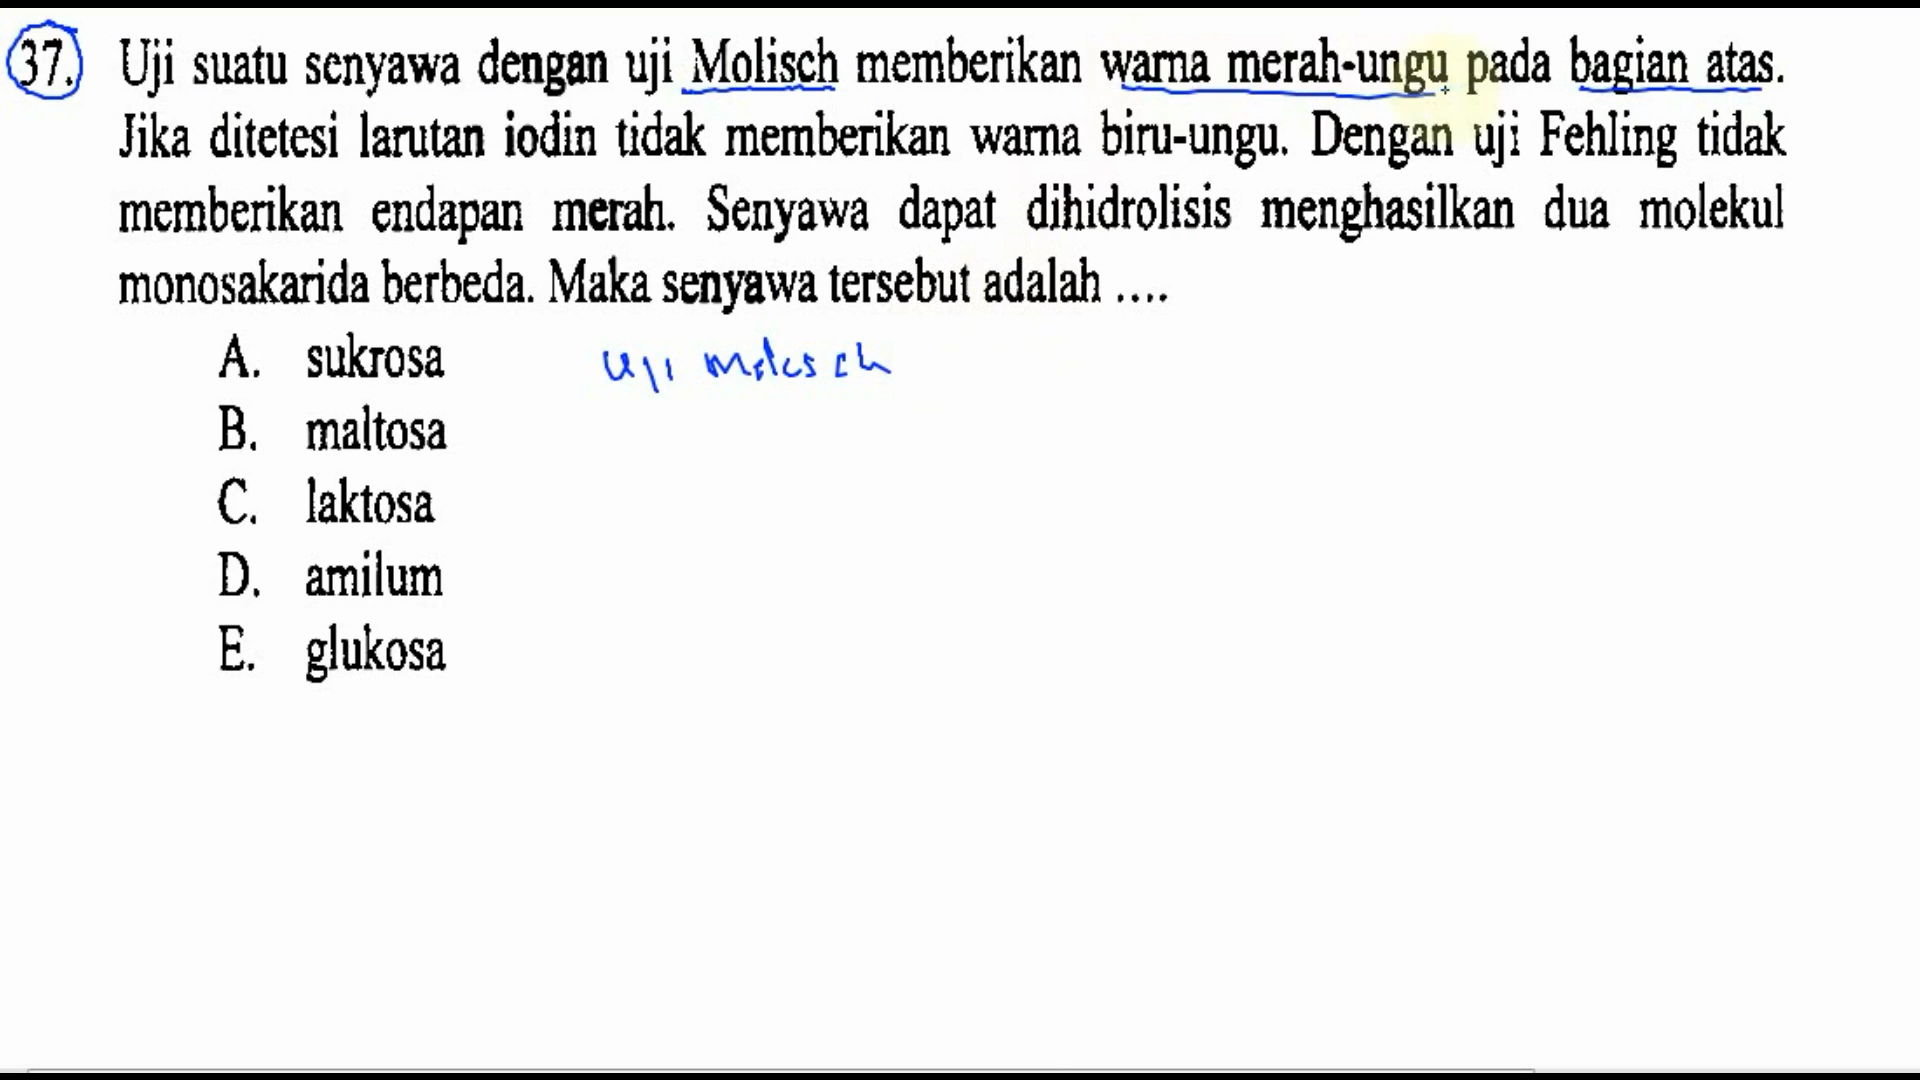 37. Uji suatu senyawa dengan uji Molisch memberikan warna merah-ungu pada bagian atas.
Jika ditetesi larutan iodin tidak memberikan warna biru-ungu. Dengan uji Fehling tidak
memberikan endapan merah. Senyawa dapat dihidrolisis menghasilkan dua molekul
monosakarida berbeda. Maka senyawa tersebut adalah ....
A. sukrosa
uji molisch
B. maltosa
C. laktosa
D. amilum
E. glukosa